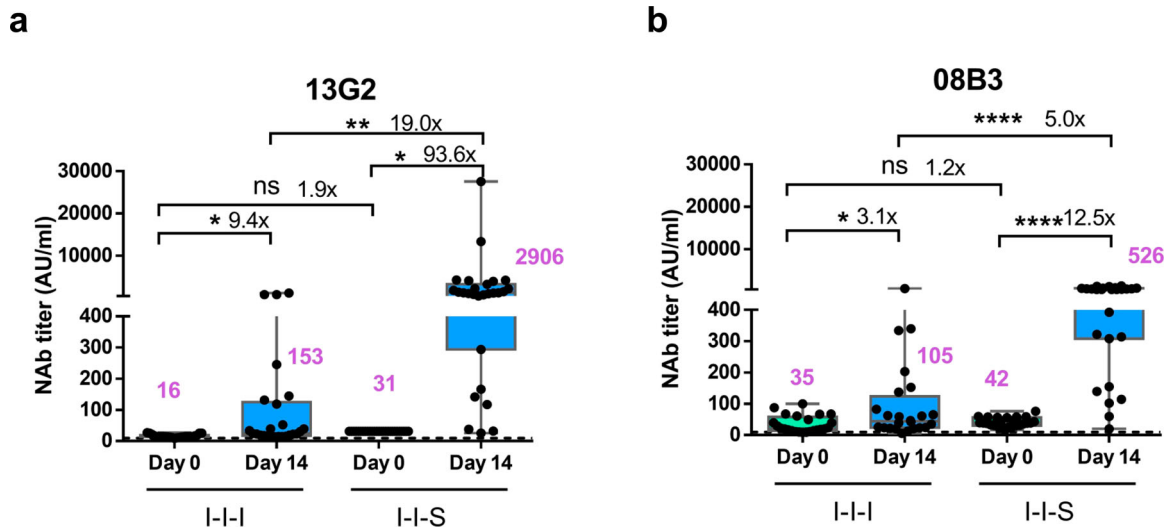 a
13G2
** 19.0x
* 93.6x
ns 1.9x
* 9.4x
NAb titer (AU/ml)
30000
20000
10000
400
300
200
100
0
16
153
31
2906
Day 0 Day 14 Day 0 Day 14
I-I-I I-I-S
b
08B3
**** 5.0x
ns 1.2x
* 3.1x
**** 12.5x
NAb titer (AU/ml)
30000
20000
10000
400
300
200
100
0
35
105
42
526
Day 0 Day 14 Day 0 Day 14
I-I-I I-I-S